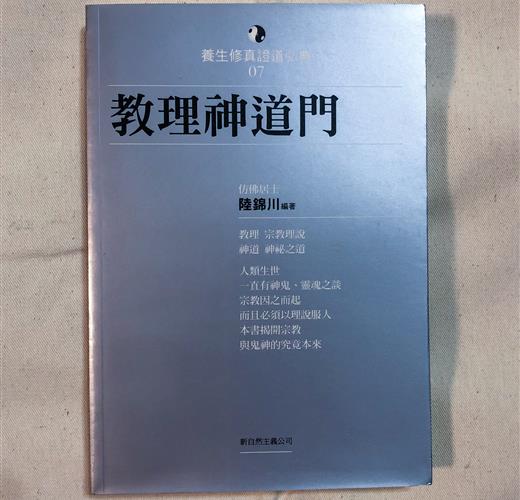 養生修真證道弘典
07
教理神道門
仿佛居士
陸錦川 編著
教理 宗教理說
神道 神祕之道
人類生世
一直有神鬼、靈魂之談
宗教因之而起
而且必須以理說服人
本書揭開宗教
與鬼神的究竟本來
新自然主義公司